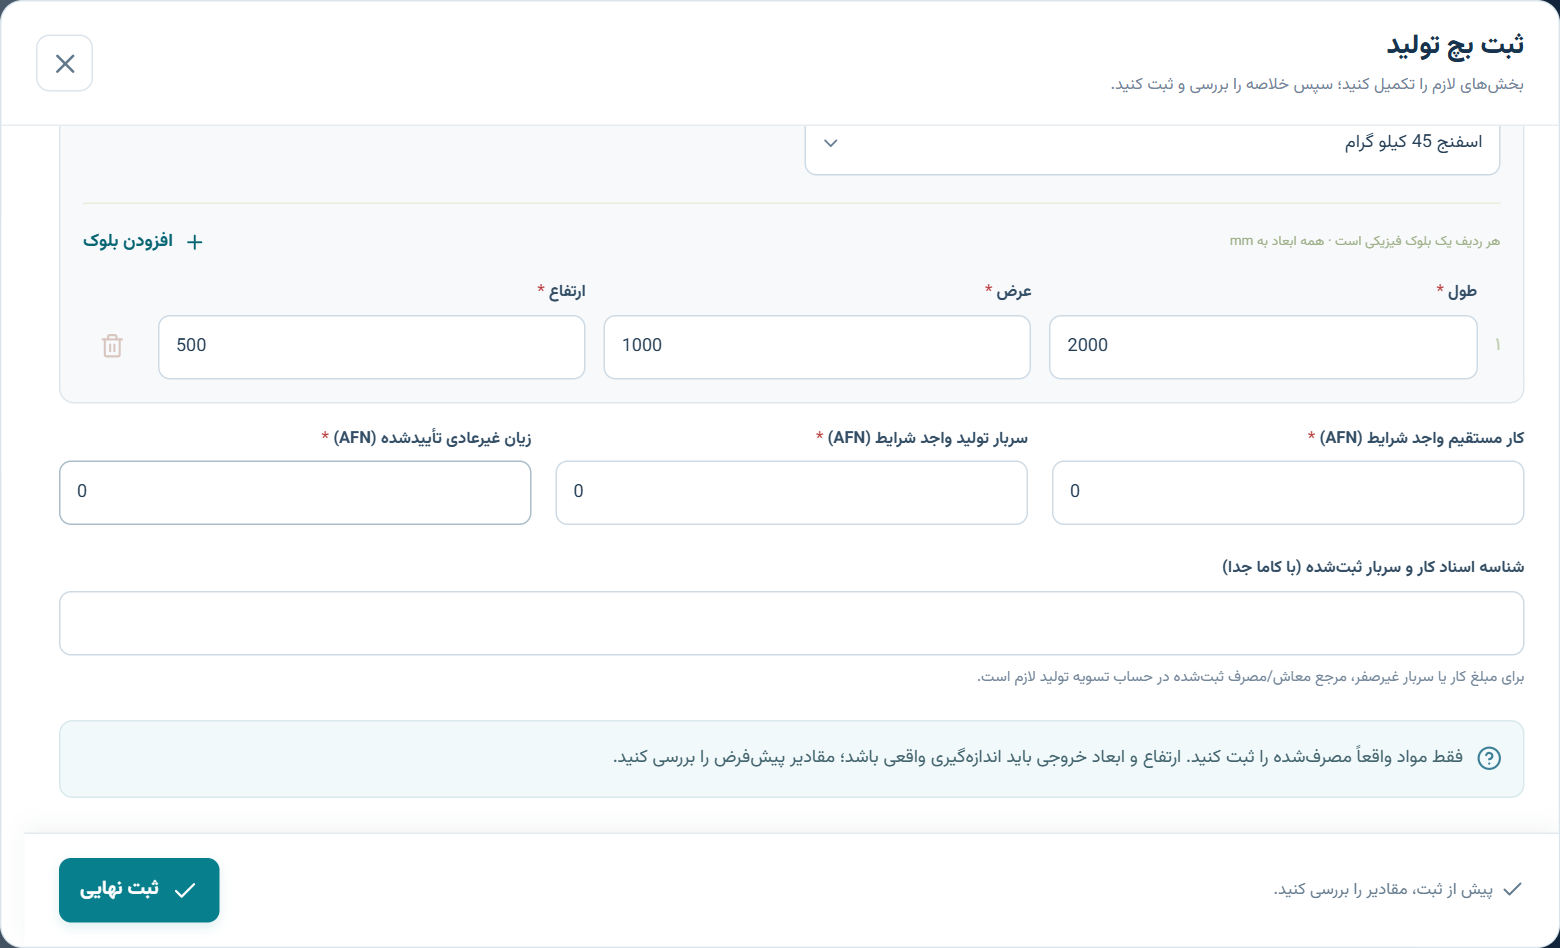 ثبت بچ تولید
بخش‌های لازم را تکمیل کنید؛ سپس خلاصه را بررسی و ثبت کنید.
اسفنج 45 کیلو گرام
هر ردیف یک بلوک فیزیکی است · همه ابعاد به mm
افزودن بلوک
طول *
عرض *
ارتفاع *
۱
2000
1000
500
کار مستقیم واجد شرایط (AFN) *
سربار تولید واجد شرایط (AFN) *
زیان غیرعادی تأییدشده (AFN) *
0
0
0
شناسه اسناد کار و سربار ثبت‌شده (با کاما جدا)
برای مبلغ کار یا سربار غیرصفر، مرجع معاش/مصرف ثبت‌شده در حساب تسویه تولید لازم است.
فقط مواد واقعاً مصرف‌شده را ثبت کنید. ارتفاع و ابعاد خروجی باید اندازه‌گیری واقعی باشد؛ مقادیر پیش‌فرض را بررسی کنید.
پیش از ثبت، مقادیر را بررسی کنید.
ثبت نهایی